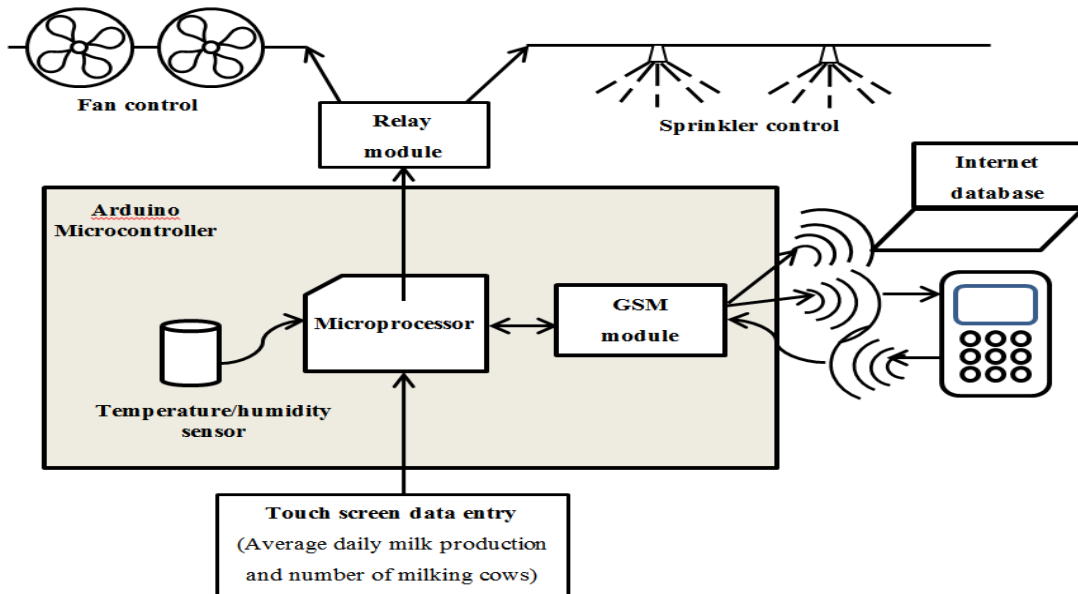 Fan control
Relay
module
Sprinkler control
Internet
database
Arduino
Microcontroller
Microprocessor
GSM
module
Temperature/humidity
sensor
Touch screen data entry
(Average daily milk production
and number of milking cows)